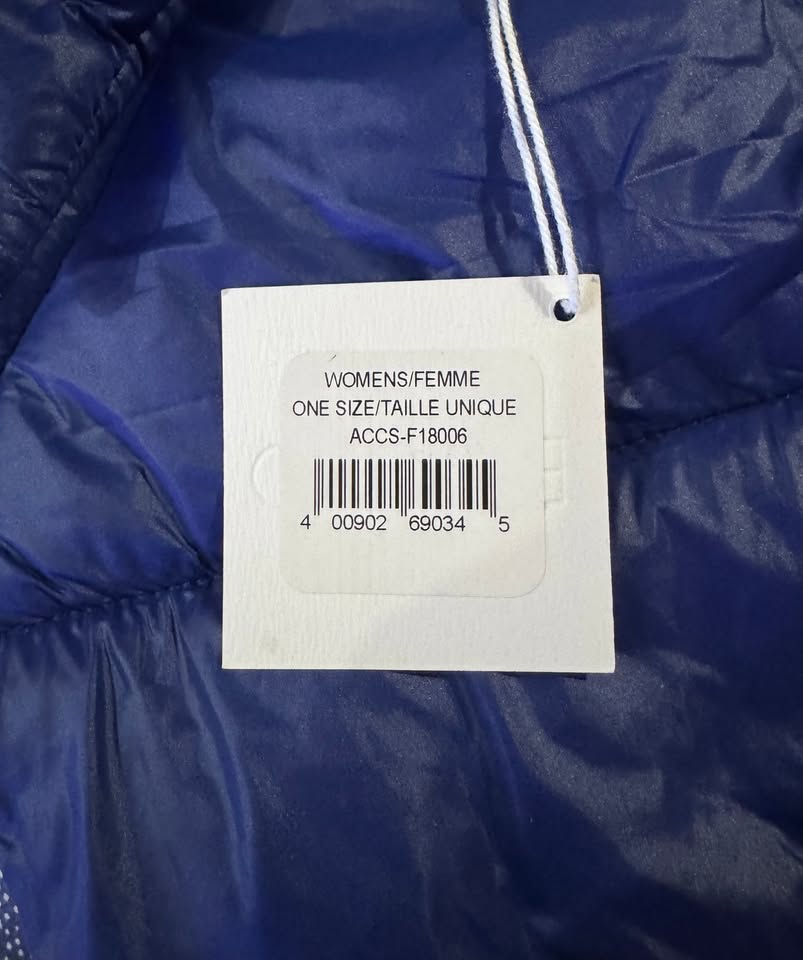 WOMENS/FEMME
ONE SIZE/TAILLE UNIQUE
ACCS-F18006
4 00902 69034 5